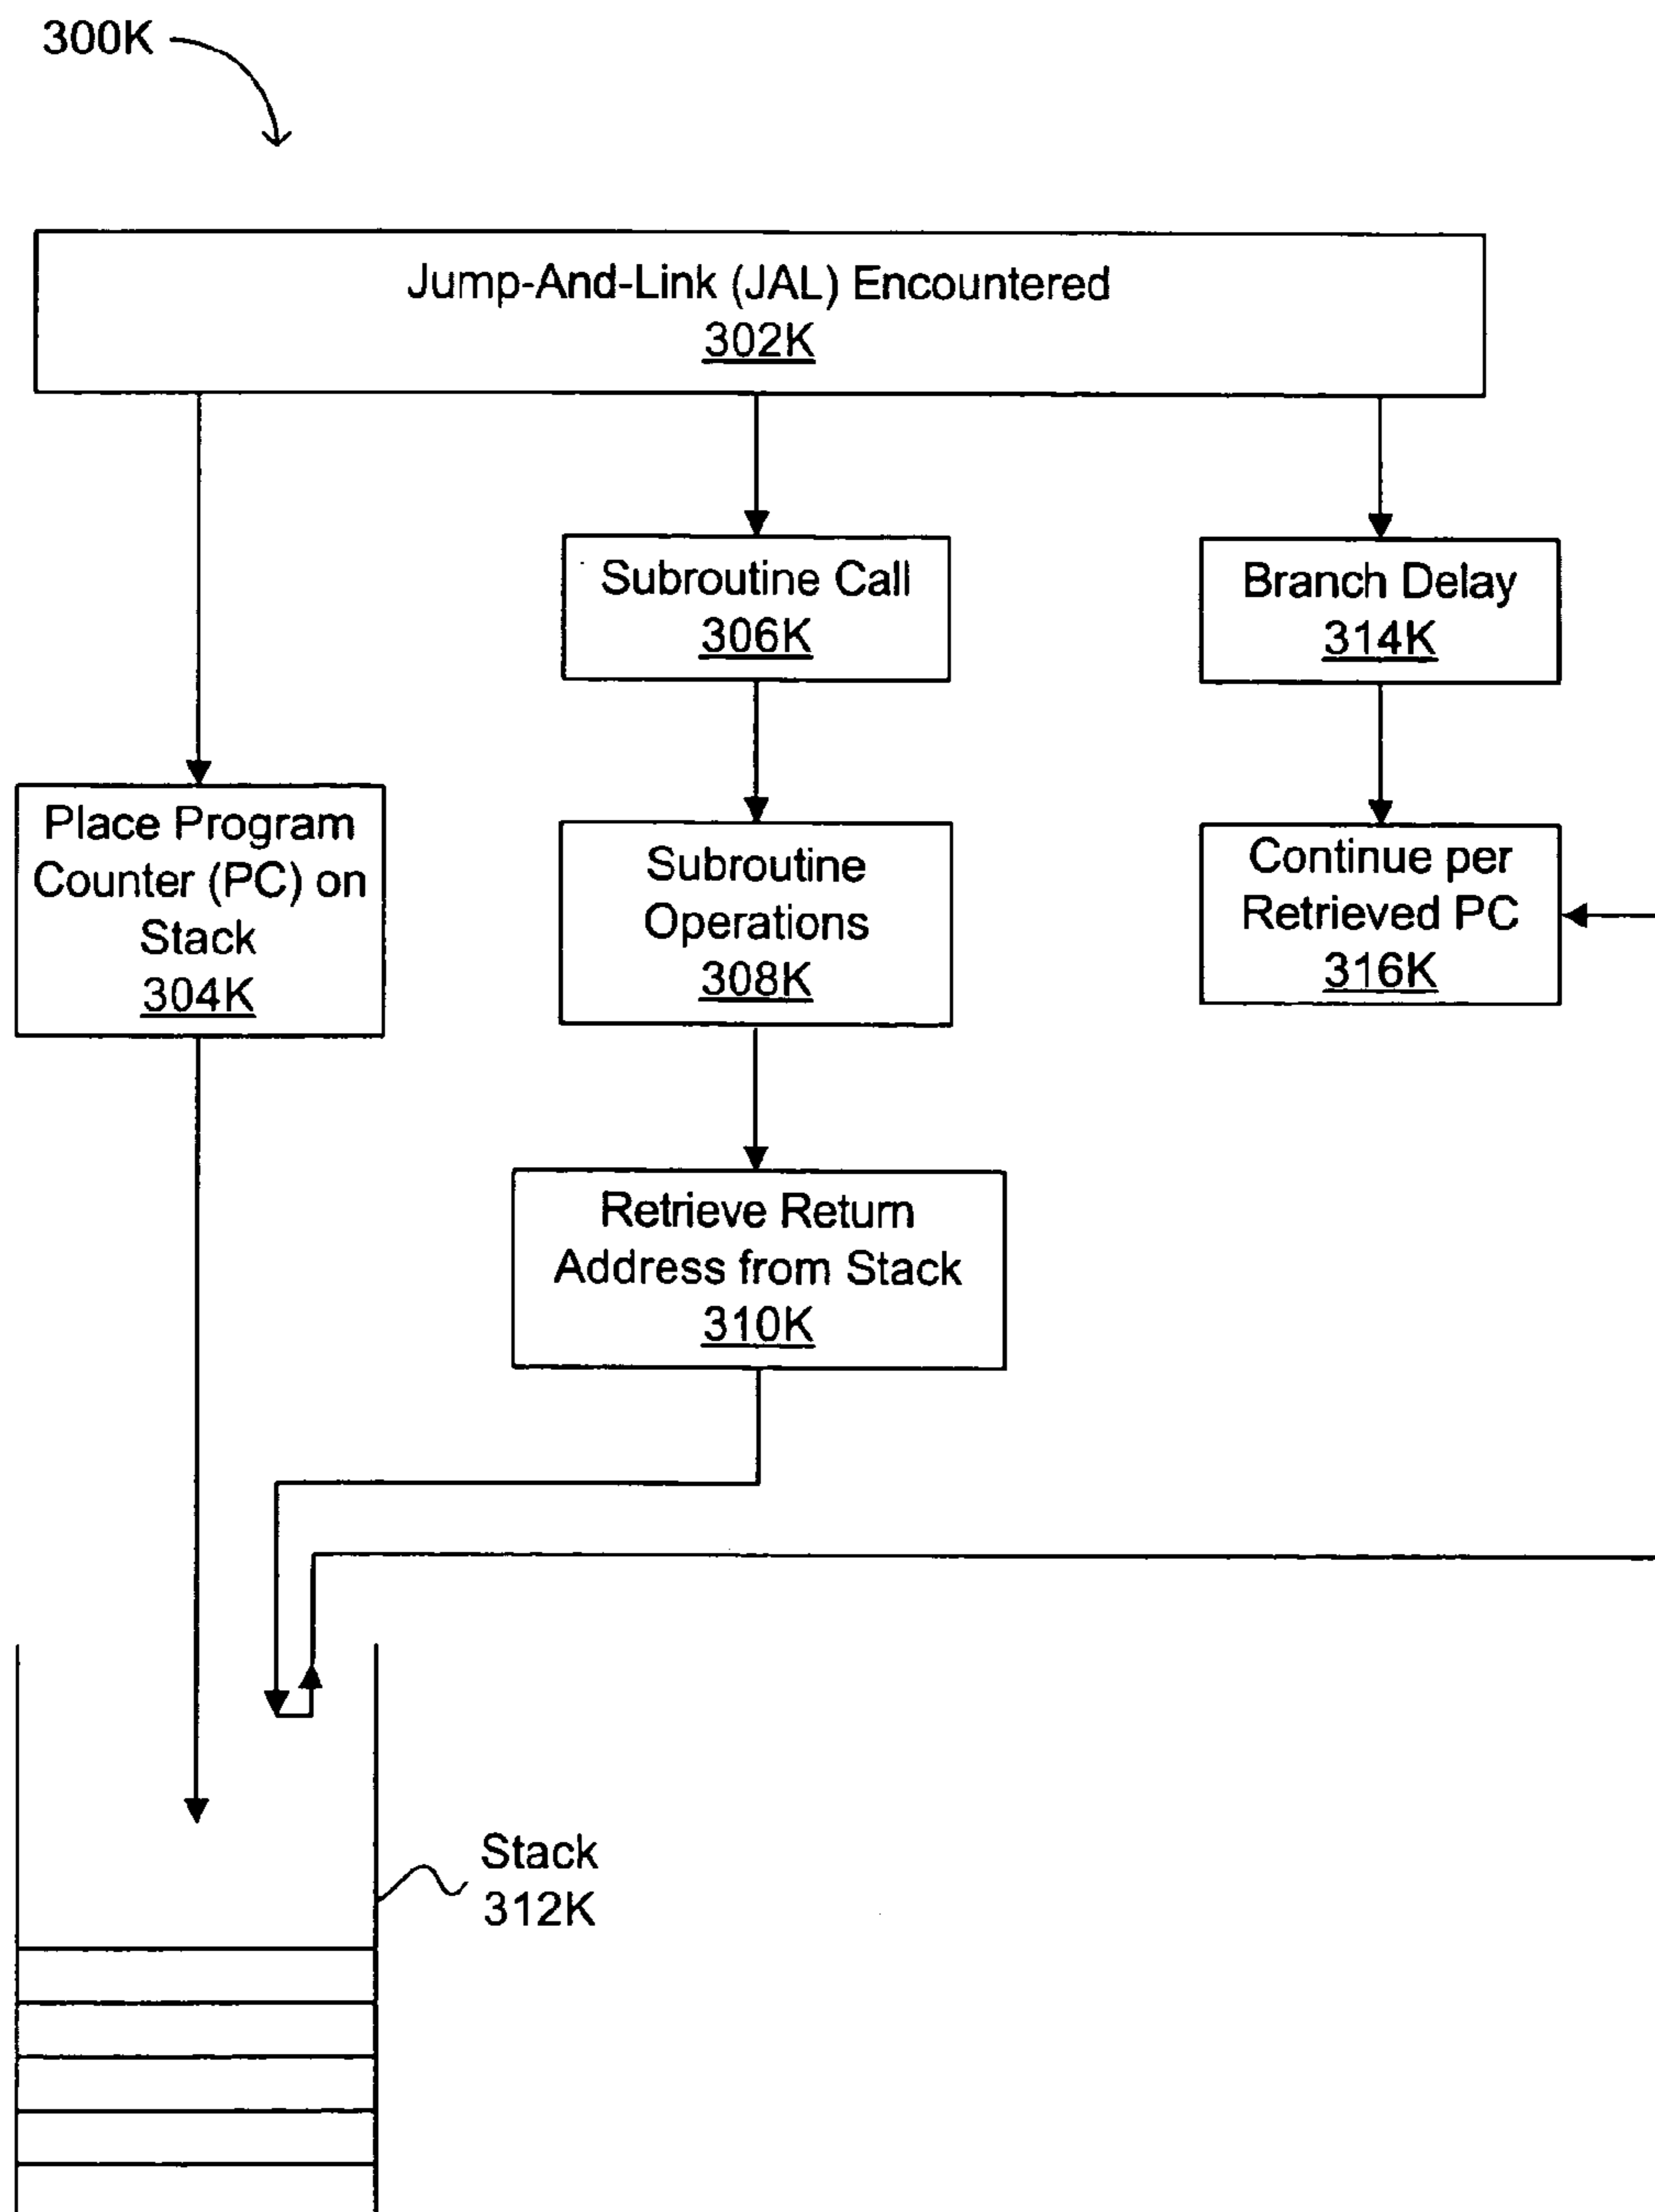 300K
Jump-And-Link (JAL) Encountered
302K
Subroutine Call
306K
Branch Delay
314K
Place Program
Counter (PC) on
Stack
304K
Subroutine
Operations
308K
Continue per
Retrieved PC
316K
Retrieve Return
Address from Stack
310K
Stack
312K